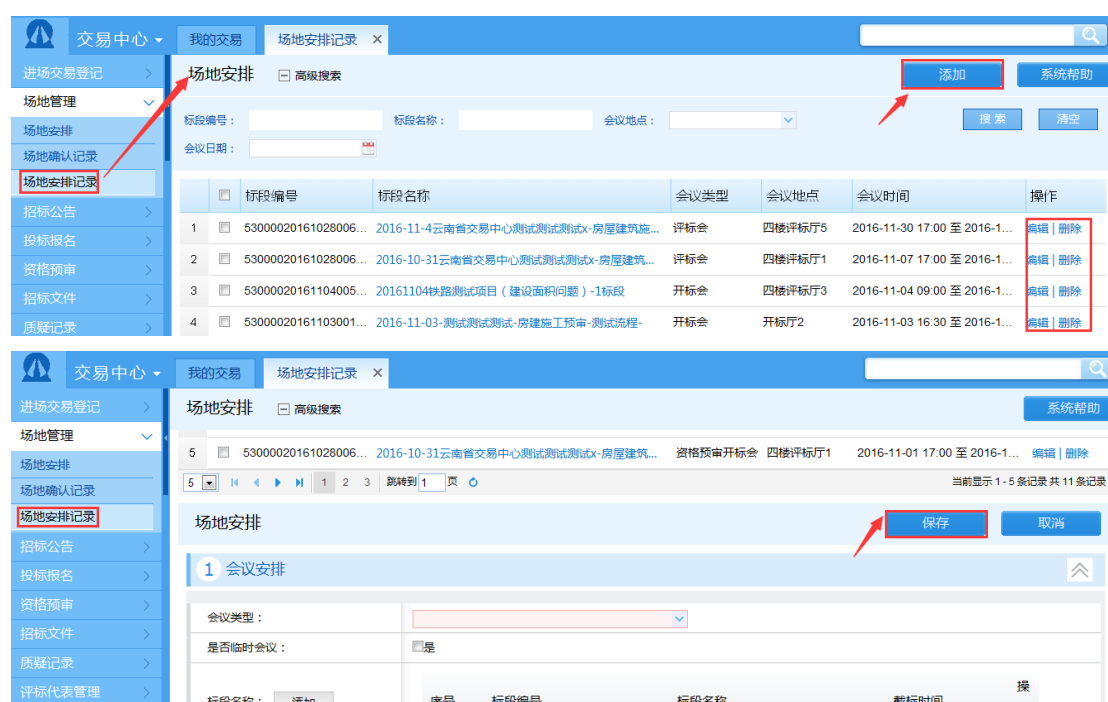 交易中心
我的交易
场地安排记录
进场交易登记
场地管理
场地安排
场地确认记录
场地安排记录
招标公告
投标报名
资格预审
招标文件
质疑记录
场地安排
高级搜索
添加
系统帮助
标段编号：
标段名称：
会议地点：
搜 索
清空
会议日期：
标段编号 标段名称 会议类型 会议地点 会议时间 操作
1 53000020161028006... 2016-11-4云南省交易中心测试测试测试x-房屋建筑施... 评标会 四楼评标厅5 2016-11-30 17:00 至 2016-1... 编辑 | 删除
2 53000020161028006... 2016-10-31云南省交易中心测试测试测试x-房屋建筑... 评标会 四楼评标厅1 2016-11-07 17:00 至 2016-1... 编辑 | 删除
3 53000020161104005... 20161104铁路测试项目（建设面积问题）-1标段 开标会 四楼评标厅3 2016-11-04 09:00 至 2016-1... 编辑 | 删除
4 53000020161103001... 2016-11-03-测试测试测试-房建施工预审-测试流程- 开标会 开标厅2 2016-11-03 16:30 至 2016-1... 编辑 | 删除
交易中心
我的交易
场地安排记录
进场交易登记
场地管理
场地安排
场地确认记录
场地安排记录
招标公告
投标报名
资格预审
招标文件
质疑记录
评标代表管理
场地安排
高级搜索
系统帮助
5 53000020161028006... 2016-10-31云南省交易中心测试测试测试x-房屋建筑... 资格预审开标会 四楼评标厅1 2016-11-01 17:00 至 2016-1... 编辑 | 删除
5 1 2 3 跳转到 1 页 当前显示 1 - 5 条记录 共 11 条记录
场地安排
保存
取消
1 会议安排
会议类型：
是否临时会议： 是
标段名称： 添加 序号 标段编号 标段名称 截标时间 操